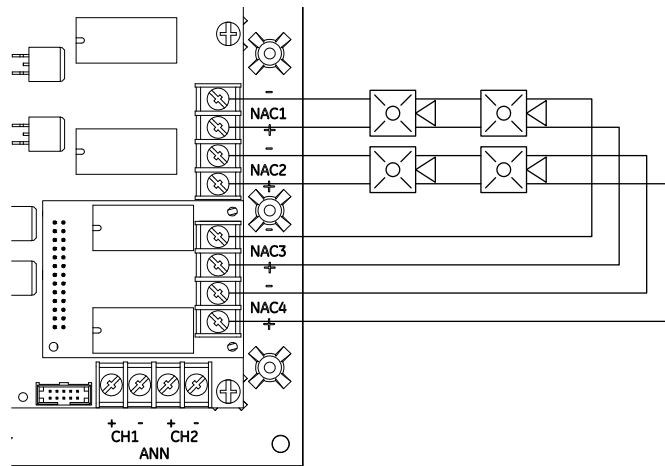 -
NAC1
+
-
NAC2
+
-
NAC3
+
-
NAC4
+
+ - + -
CH1 CH2
ANN